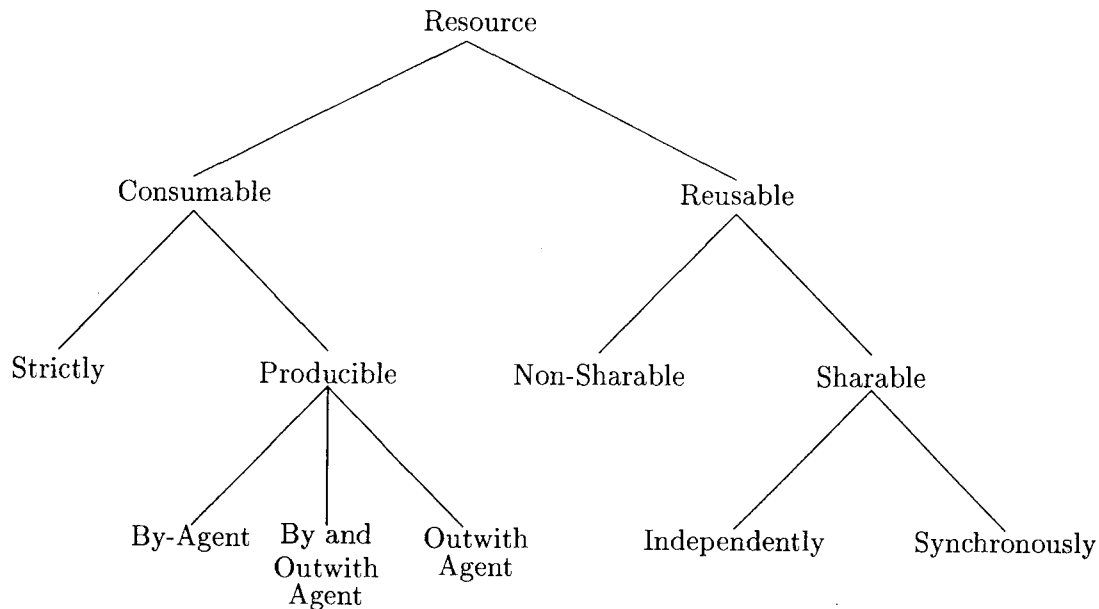 Resource
Consumable
Reusable
Strictly
Producible
Non-Sharable
Sharable
By-Agent
By and
Outwith
Agent
Outwith
Agent
Independently
Synchronously